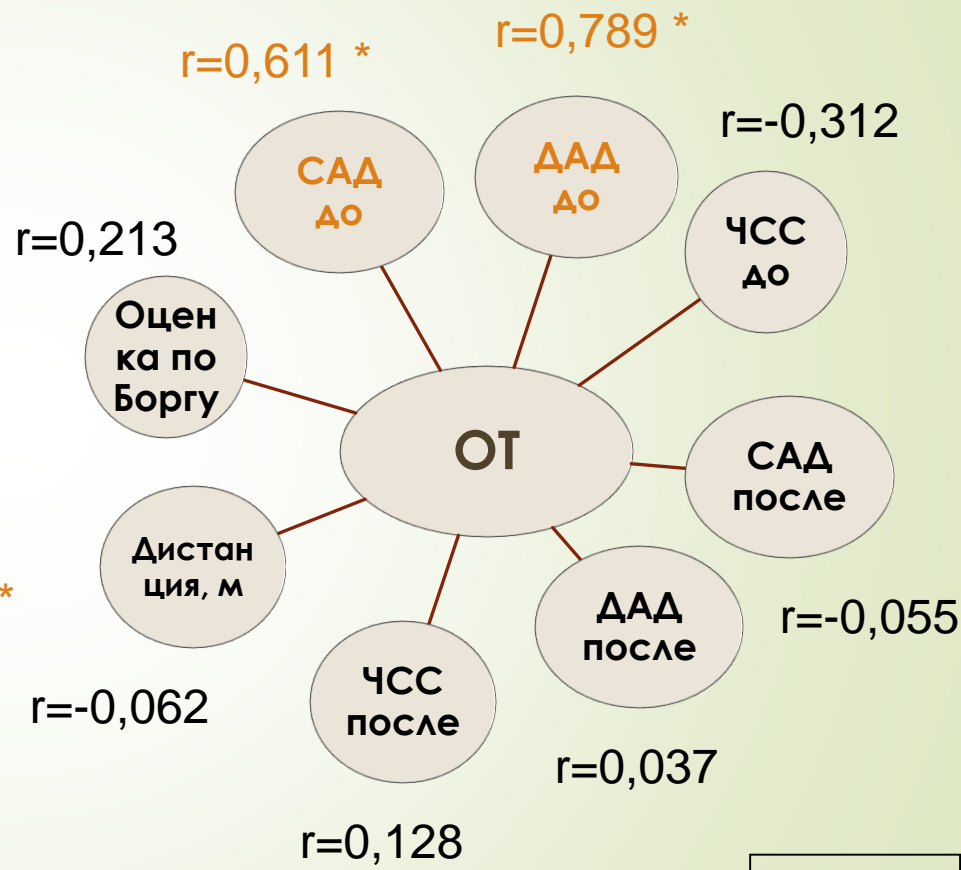 r=0,611 *
r=0,789 *
r=-0,312
САД
до
ДАД
до
ЧСС
до
r=0,213
Оцен
ка по
Боргу
ОТ
САД
после
Дистан
ция, м
*
ДАД
после
r=-0,055
ЧСС
после
r=-0,062
r=0,037
r=0,128